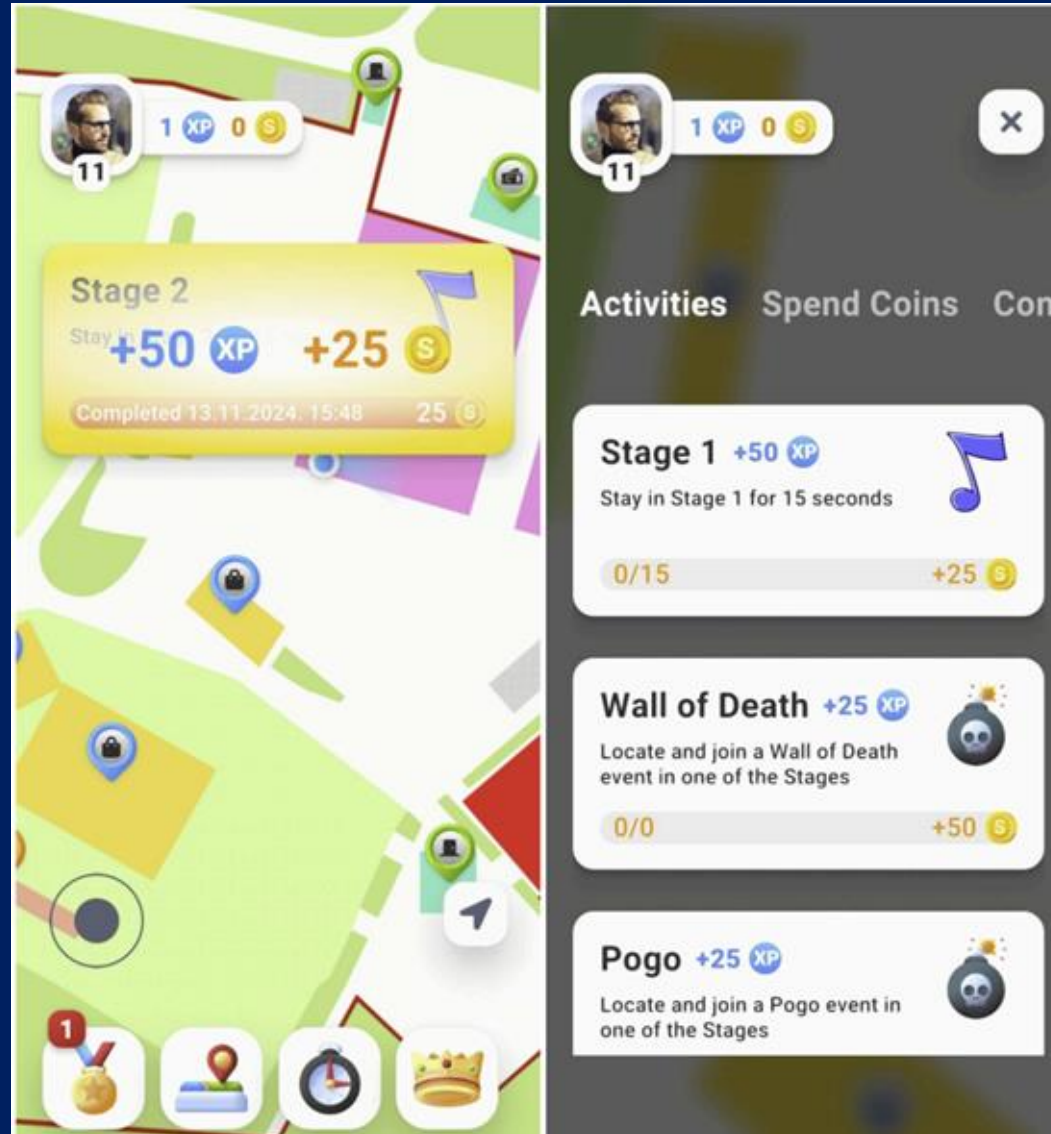 1 XP 0 S
11
Stage 2
Stay in
+50 XP +25 S
Completed 13.11.2024. 15:48 25 S
1
1 XP 0 S
11
Activities Spend Coins Con
Stage 1 +50 XP
Stay in Stage 1 for 15 seconds
0/15 +25 S
Wall of Death +25 XP
Locate and join a Wall of Death
event in one of the Stages
0/0 +50 S
Pogo +25 XP
Locate and join a Pogo event in
one of the Stages